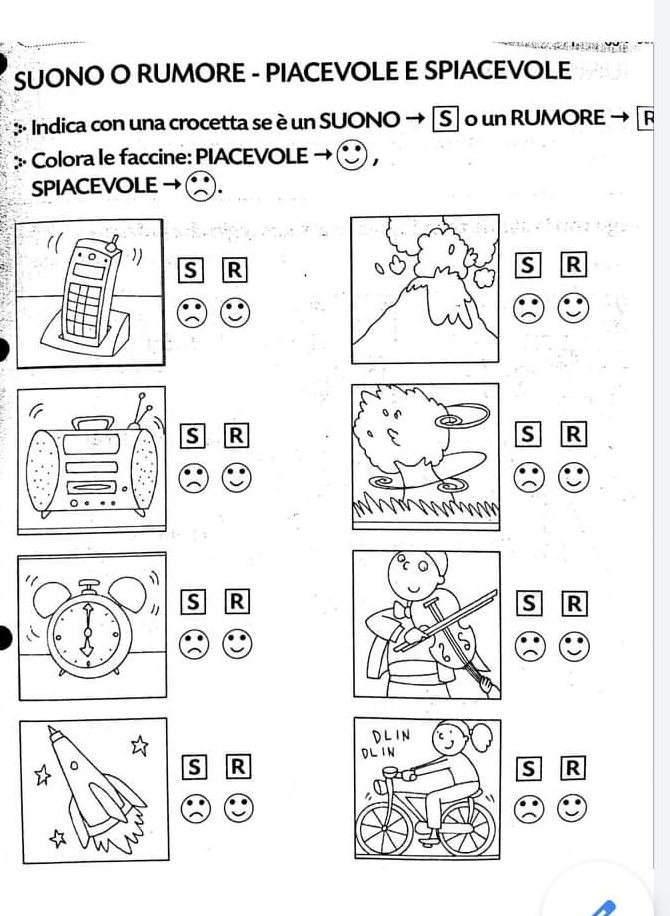 SUONO O RUMORE - PIACEVOLE E SPIACEVOLE
Indica con una crocetta se è un SUONO → S o un RUMORE → R
Colora le faccine: PIACEVOLE → ,
SPIACEVOLE → .
S R
S R
S R
S R
S R
S R
S R
DLIN
DLIN
S R